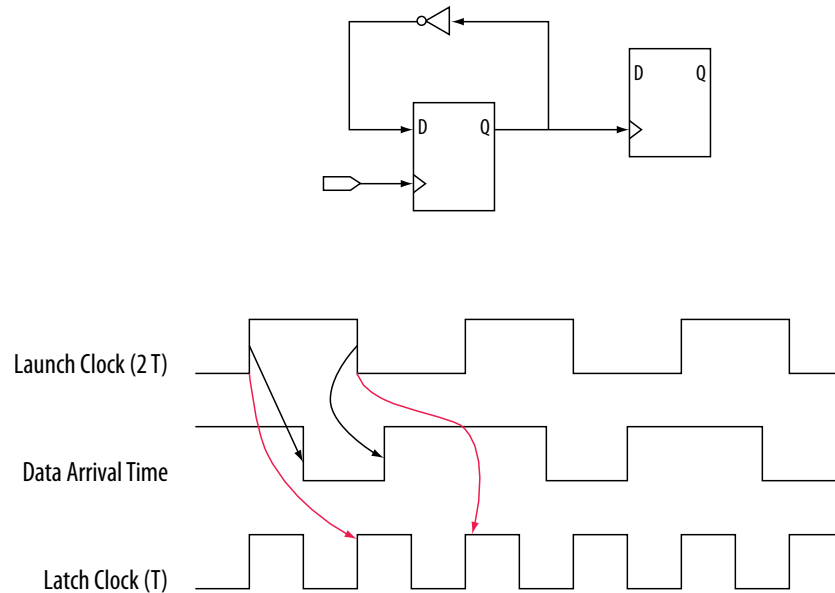 D Q
D Q
Launch Clock (2 T)
Data Arrival Time
Latch Clock (T)